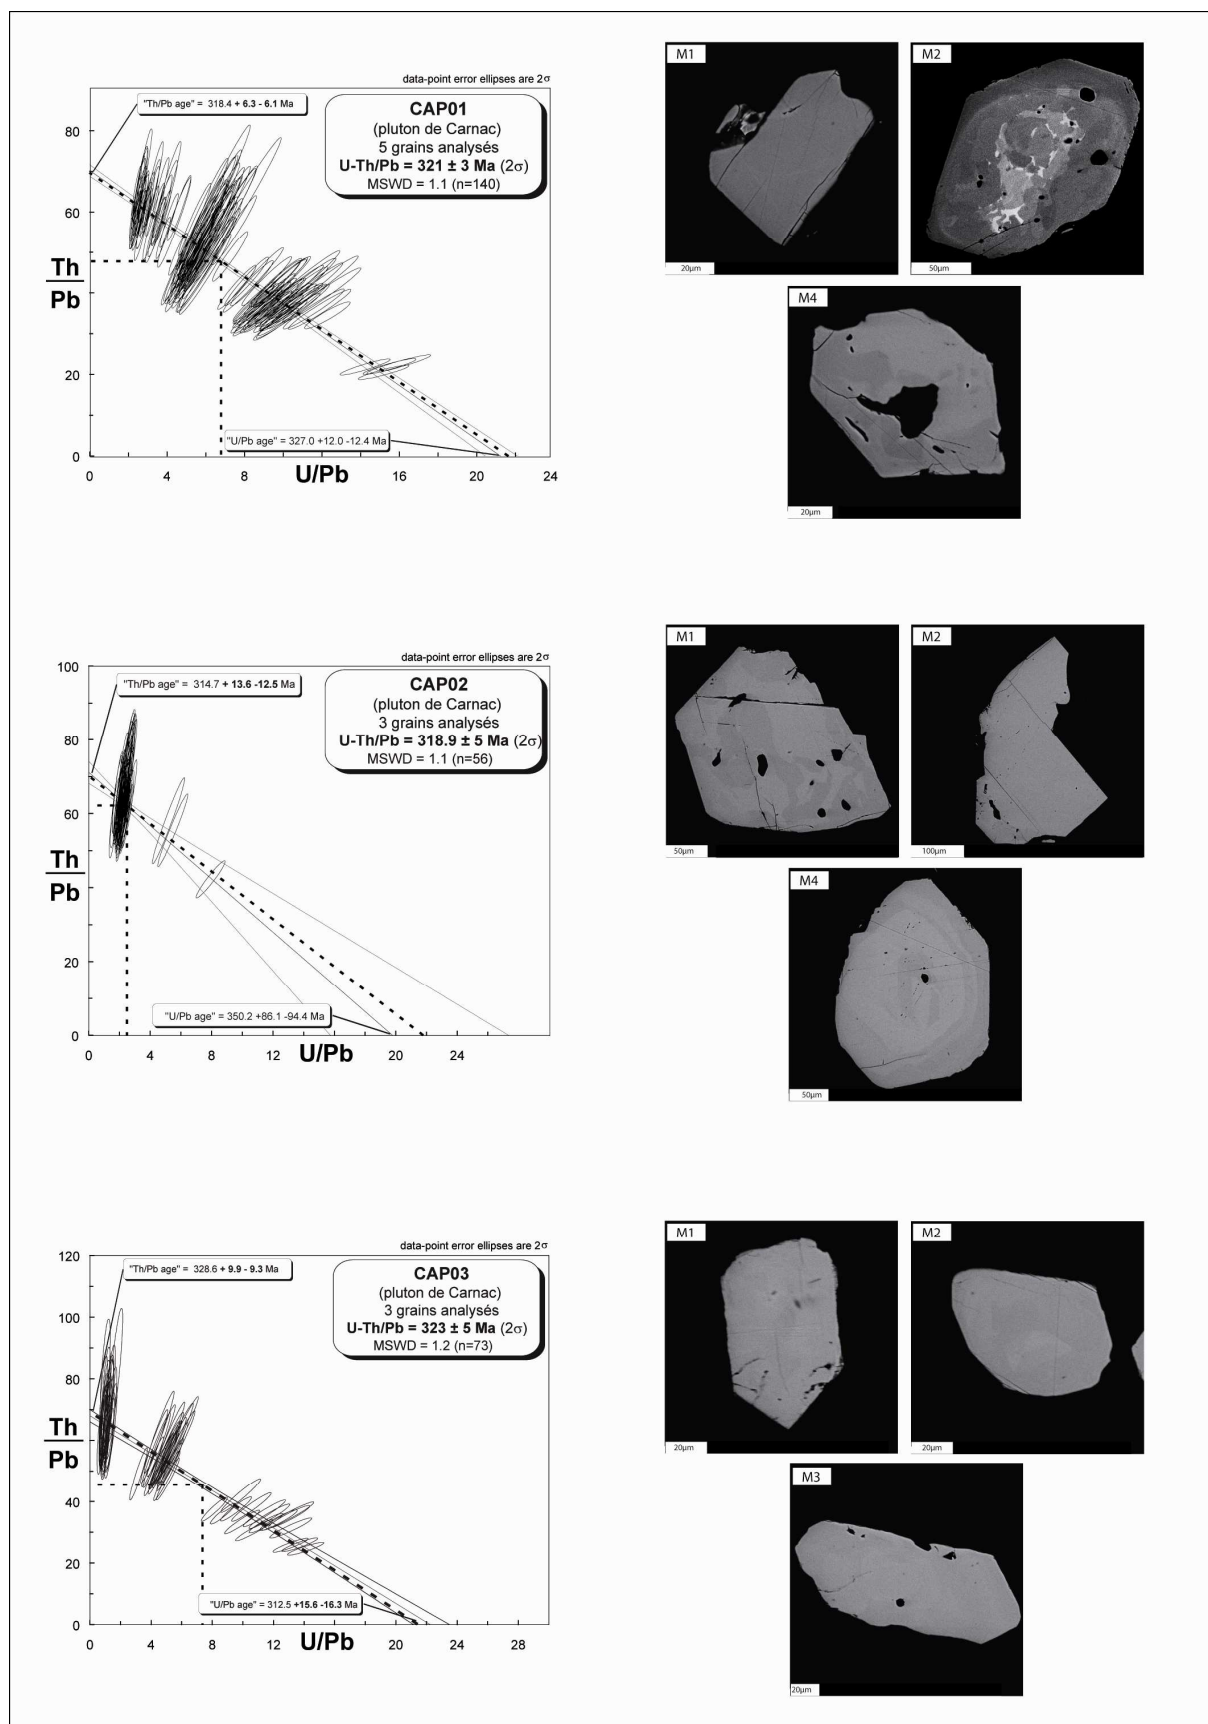 data-point error ellipses are 2σ
"Th/Pb age" = 318.4 + 6.3 - 6.1 Ma
CAP01
(pluton de Carnac)
5 grains analysés
U-Th/Pb = 321 ± 3 Ma (2σ)
MSWD = 1.1 (n=140)
80
60
Th
Pb
40
20
0
"U/Pb age" = 327.0 +12.0 -12.4 Ma
0 4 8 12 16 20 24
U/Pb
M1
20µm
M2
50µm
M4
20µm
data-point error ellipses are 2σ
100
"Th/Pb age" = 314.7 + 13.6 -12.5 Ma
CAP02
(pluton de Carnac)
3 grains analysés
U-Th/Pb = 318.9 ± 5 Ma (2σ)
MSWD = 1.1 (n=56)
80
60
Th
Pb
40
20
0
"U/Pb age" = 350.2 +86.1 -94.4 Ma
0 4 8 12 16 20 24
U/Pb
M1
50µm
M2
100µm
M4
50µm
data-point error ellipses are 2σ
120
"Th/Pb age" = 328.6 + 9.9 - 9.3 Ma
CAP03
(pluton de Carnac)
3 grains analysés
U-Th/Pb = 323 ± 5 Ma (2σ)
MSWD = 1.2 (n=73)
100
80
Th
Pb
60
40
20
0
"U/Pb age" = 312.5 +15.6 -16.3 Ma
0 4 8 12 16 20 24 28
U/Pb
M1
20µm
M2
20µm
M3
20µm